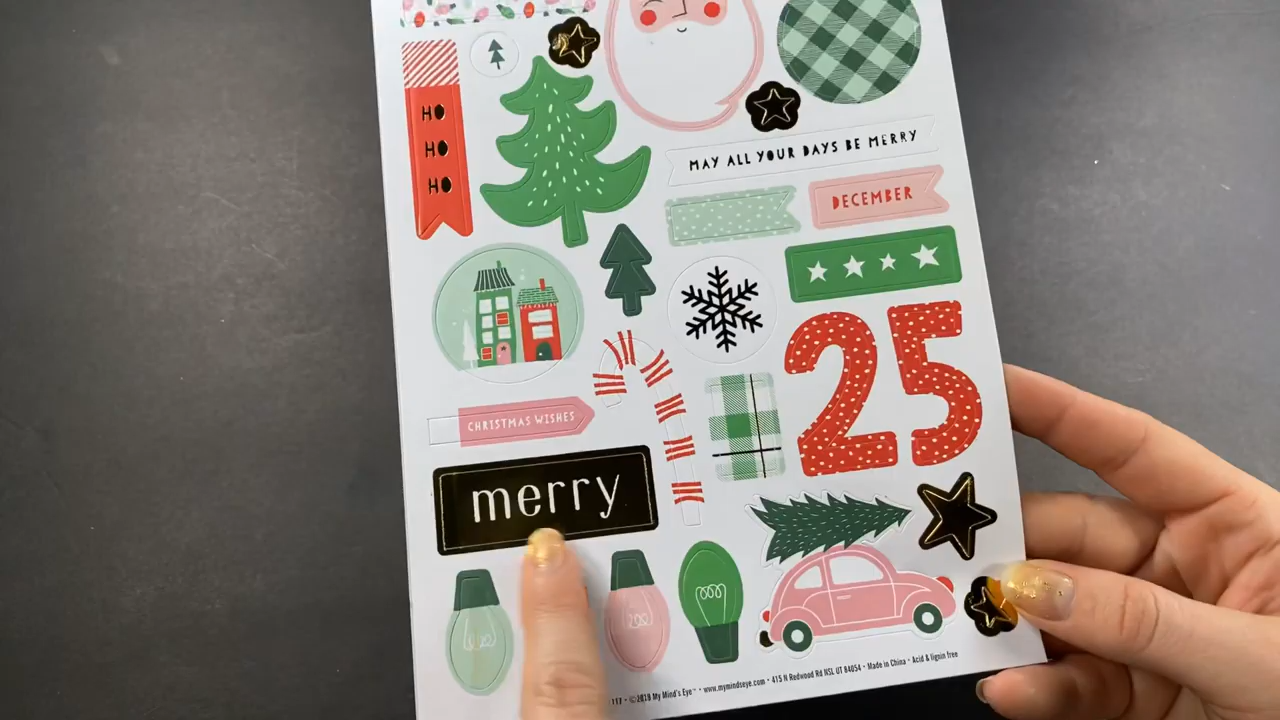 HO
HO
HO
MAY ALL YOUR DAYS BE MERRY
DECEMBER
25
CHRISTMAS WISHES
merry
©2019 My Mind's Eye™ • www.mymindseye.com • 415 N Redwood Rd NSL UT 84054 • Made in China • Acid & lignin free